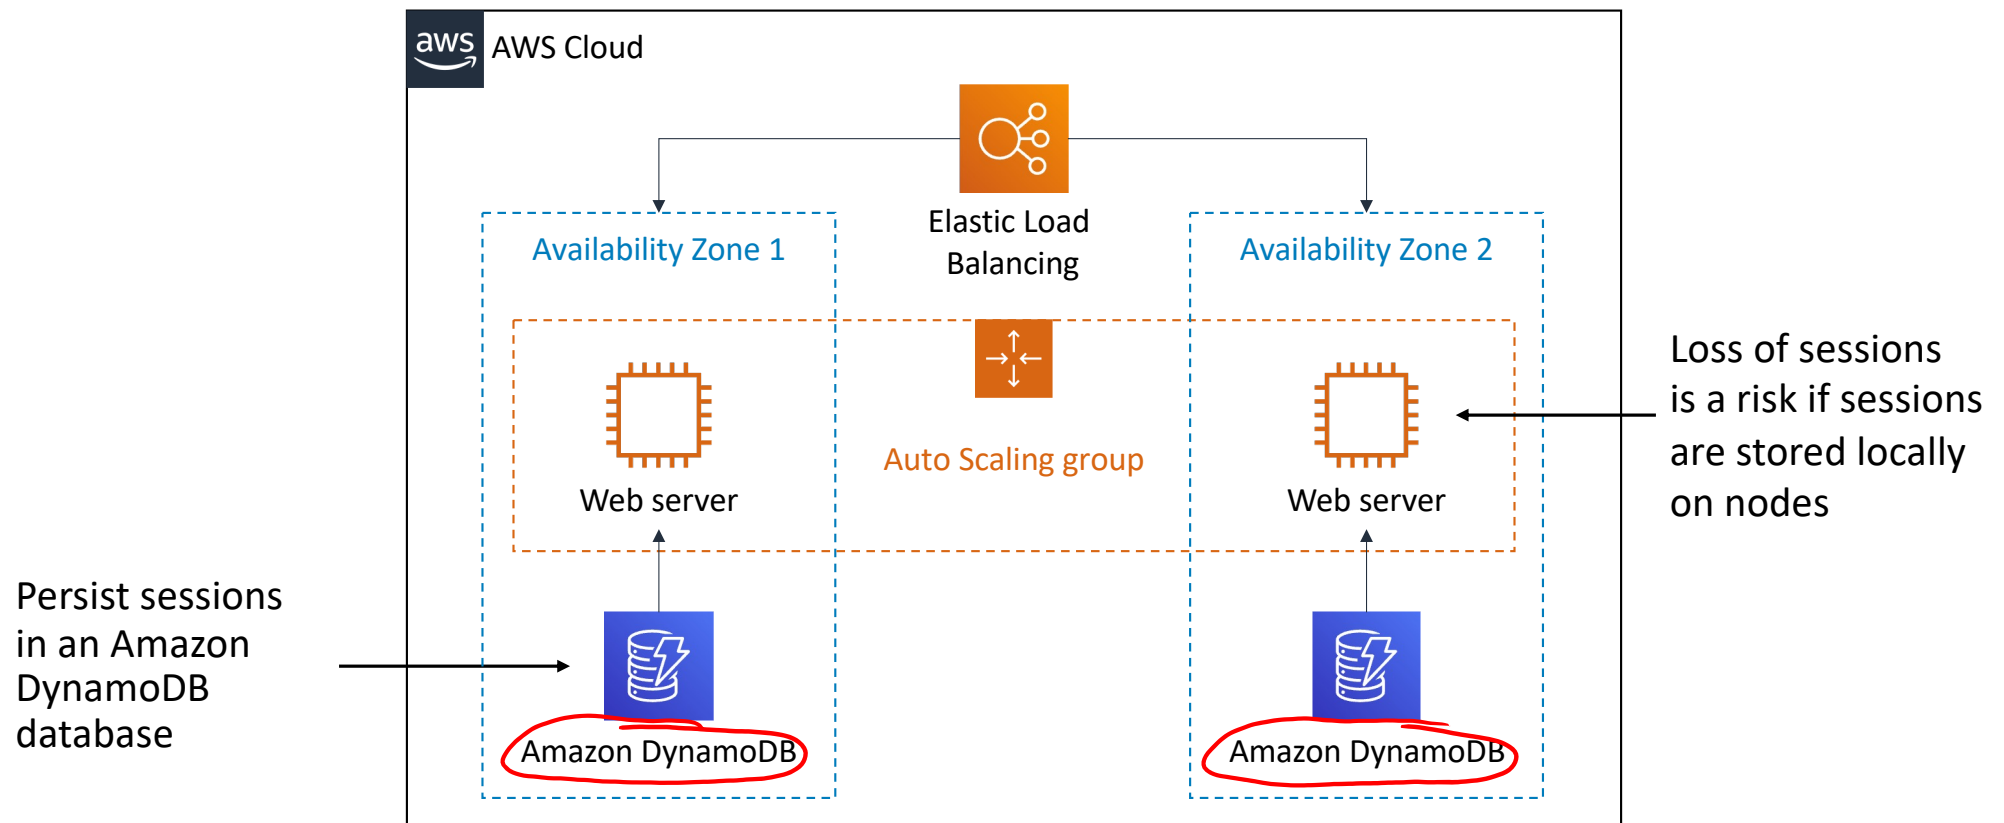 aws
AWS Cloud
Elastic Load
Balancing
Availability Zone 1
Availability Zone 2
Auto Scaling group
Web server
Web server
Loss of sessions
is a risk if sessions
are stored locally
on nodes
Persist sessions
in an Amazon
DynamoDB
database
Amazon DynamoDB
Amazon DynamoDB